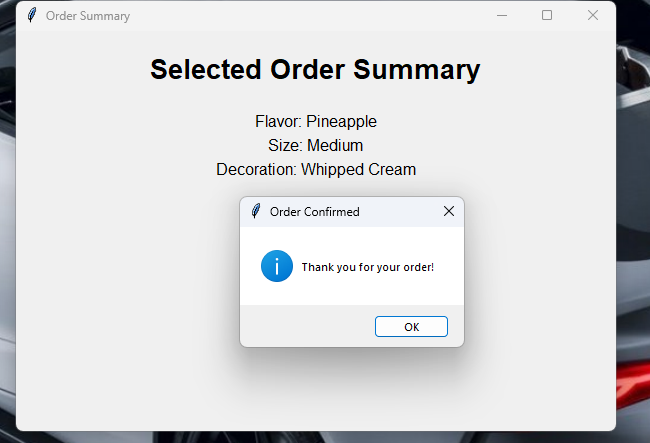 Order Summary
Selected Order Summary
Flavor: Pineapple
Size: Medium
Decoration: Whipped Cream
Order Confirmed
Thank you for your order!
OK